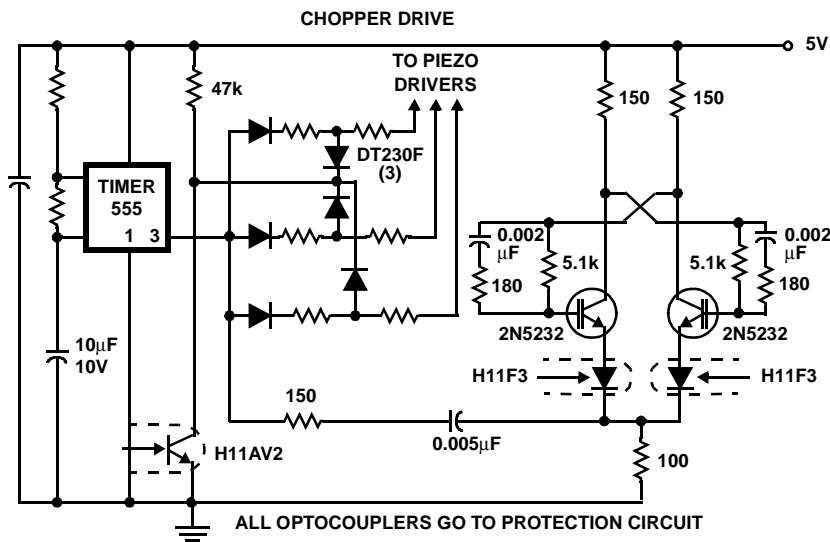 CHOPPER DRIVE
5V
TO PIEZO
DRIVERS
47k
150
150
DT230F
(3)
TIMER
555
1 3
0.002
µF
5.1k
180
5.1k
0.002
µF
180
2N5232
2N5232
10µF
10V
H11F3
H11F3
150
0.005µF
100
H11AV2
ALL OPTOCOUPLERS GO TO PROTECTION CIRCUIT